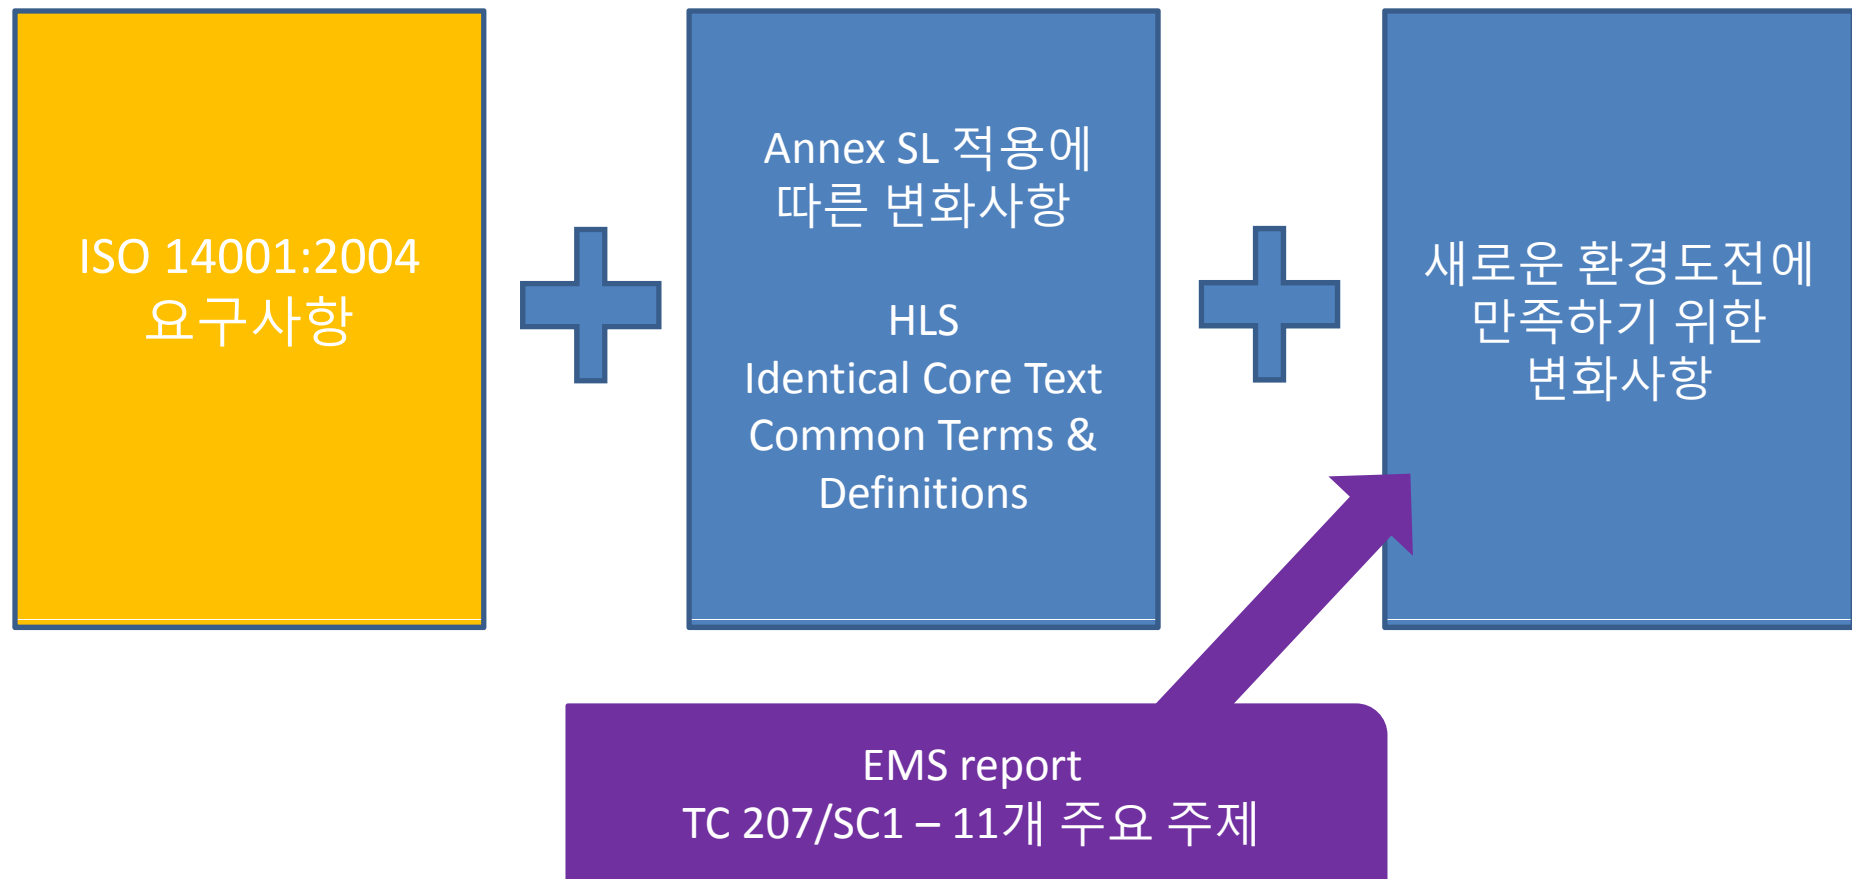 ISO 14001:2004
요구사항
Annex SL 적용에
따른 변화사항
HLS
Identical Core Text
Common Terms &
Definitions
새로운 환경도전에
만족하기 위한
변화사항
EMS report
TC 207/SC1 – 11개 주요 주제